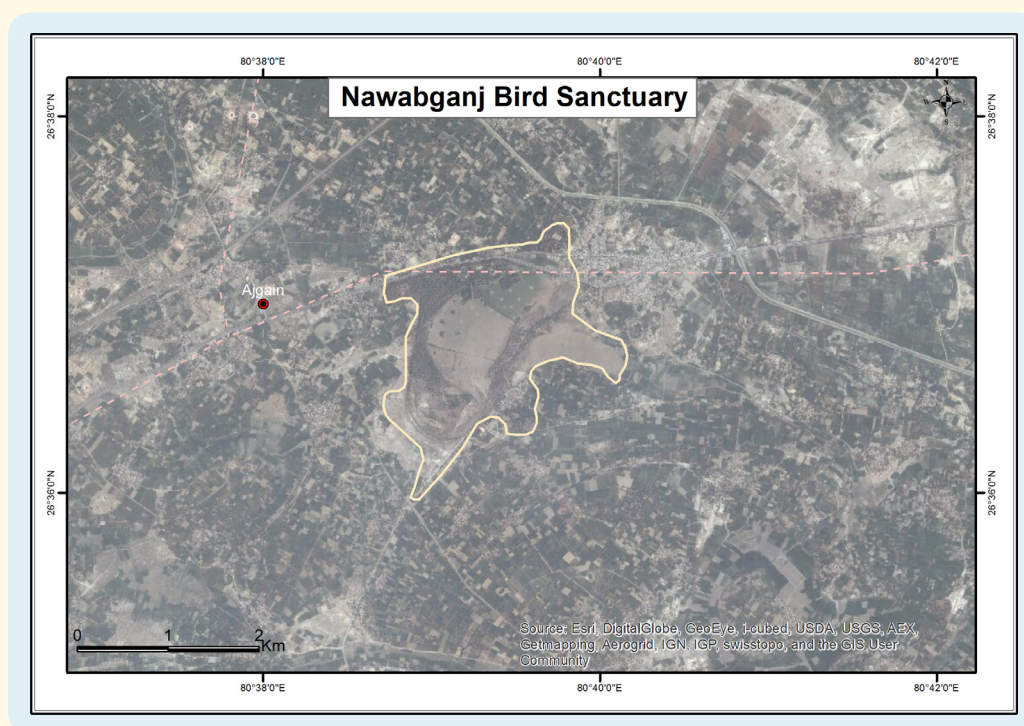 80°38'0"E 80°40'0"E 80°42'0"E
Nawabganj Bird Sanctuary
N
W E
S
26°38'0"N 26°38'0"N
Ajgain
26°36'0"N 26°36'0"N
0 1 2
Km
Source: Esri, DigitalGlobe, GeoEye, i-cubed, USDA, USGS, AEX,
Getmapping, Aerogrid, IGN, IGP, swisstopo, and the GIS User
Community
80°38'0"E 80°40'0"E 80°42'0"E